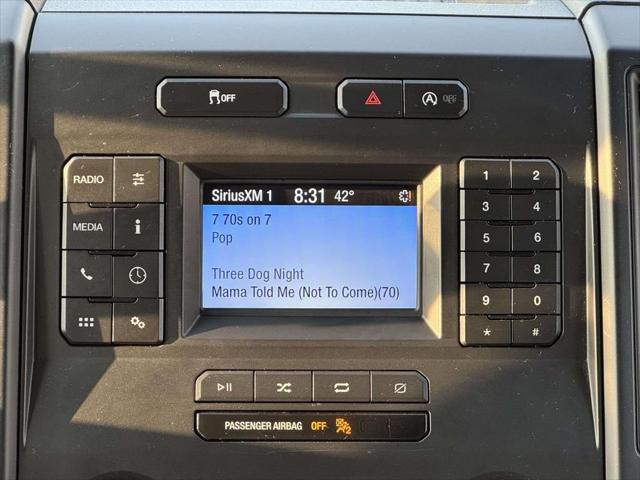 OFF
OFF
RADIO
MEDIA
i
SiriusXM 1 8:31 42°
7 70s on 7
Pop
Three Dog Night
Mama Told Me (Not To Come)(70)
1 2
3 4
5 6
7 8
9 0
* #
PASSENGER AIRBAG OFF 2